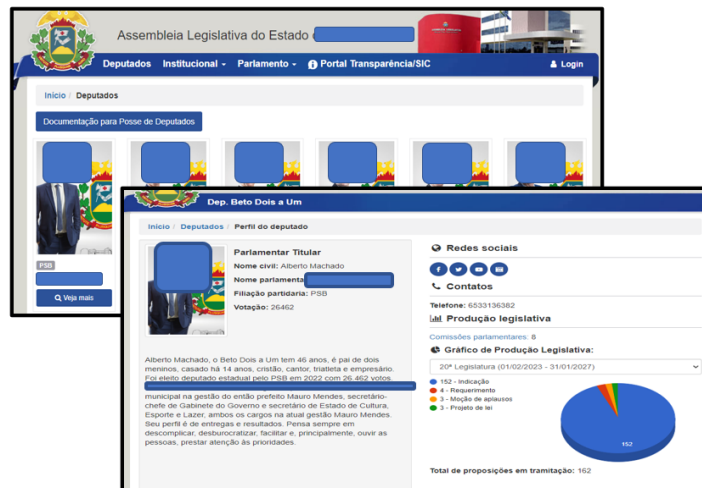 Assembleia Legislativa do Estado
Deputados Institucional Parlamento Portal Transparência/SIC Login
Início / Deputados
Documentação para Posse de Deputados
PSB
Veja mais
Dep. Beto Dois a Um
Início / Deputados / Perfil do deputado
Parlamentar Titular
Nome civil: Alberto Machado
Nome parlamenta
Filiação partidaria: PSB
Votação: 26462
Alberto Machado, o Beto Dois a Um tem 46 anos, é pai de dois
meninos, casado há 14 anos, cristão, cantor, triatleta e empresário.
Foi eleito deputado estadual pelo PSB em 2022 com 26.462 votos.
municipal na gestão do então prefeito Mauro Mendes, secretário-
chefe de Gabinete do Governo e secretário de Estado de Cultura,
Esporte e Lazer, ambos os cargos na atual gestão Mauro Mendes.
Seu perfil é de entregas e resultados. Pensa sempre em
descomplicar, desburocratizar, facilitar e, principalmente, ouvir as
pessoas, prestar atenção às prioridades.
Redes sociais
Contatos
Telefone: 6533136382
Produção legislativa
Comissões parlamentares: 8
Gráfico de Produção Legislativa:
20ª Legislatura (01/02/2023 - 31/01/2027)
152 - Indicação
4 - Requerimento
3 - Moção de aplausos
3 - Projeto de lei
152
Total de proposições em tramitação: 162